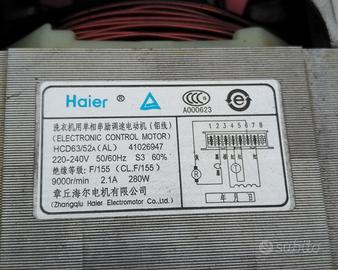 Haier ®
A000623
洗衣机用单相串励调速电动机(铝线)
(ELECTRONIC CONTROL MOTOR)
HCD63/52A(AL) 41026947
220-240V 50/60Hz S3 60%
绝缘等级: F/155 (CL.F/155)
9000r/min 2.1A 280W
章丘海尔电机有限公司
(Zhangqiu Haier Electromotor Co.,Ltd.)
1 2 3 4 5 6 7 8
年 月 日
subito